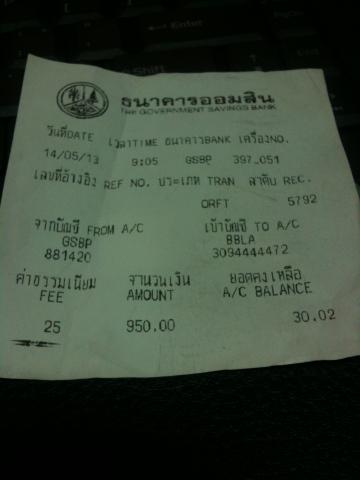 ธนาคารออมสิน
THE GOVERNMENT SAVINGS BANK
วันที่DATE เวลาTIME ธนาคารBANK เครื่องNO.
14/05/13 9:05 GSBP 397.051
เลขที่อ้างอิง REF NO. ประเภท TRAN ลำดับ REC.
ORFT 5792
จากบัญชี FROM A/C เข้าบัญชี TO A/C
GSBP BBLA
881420 3094444472
ค่าธรรมเนียม จำนวนเงิน ยอดคงเหลือ
FEE AMOUNT A/C BALANCE
25 950.00 30.02